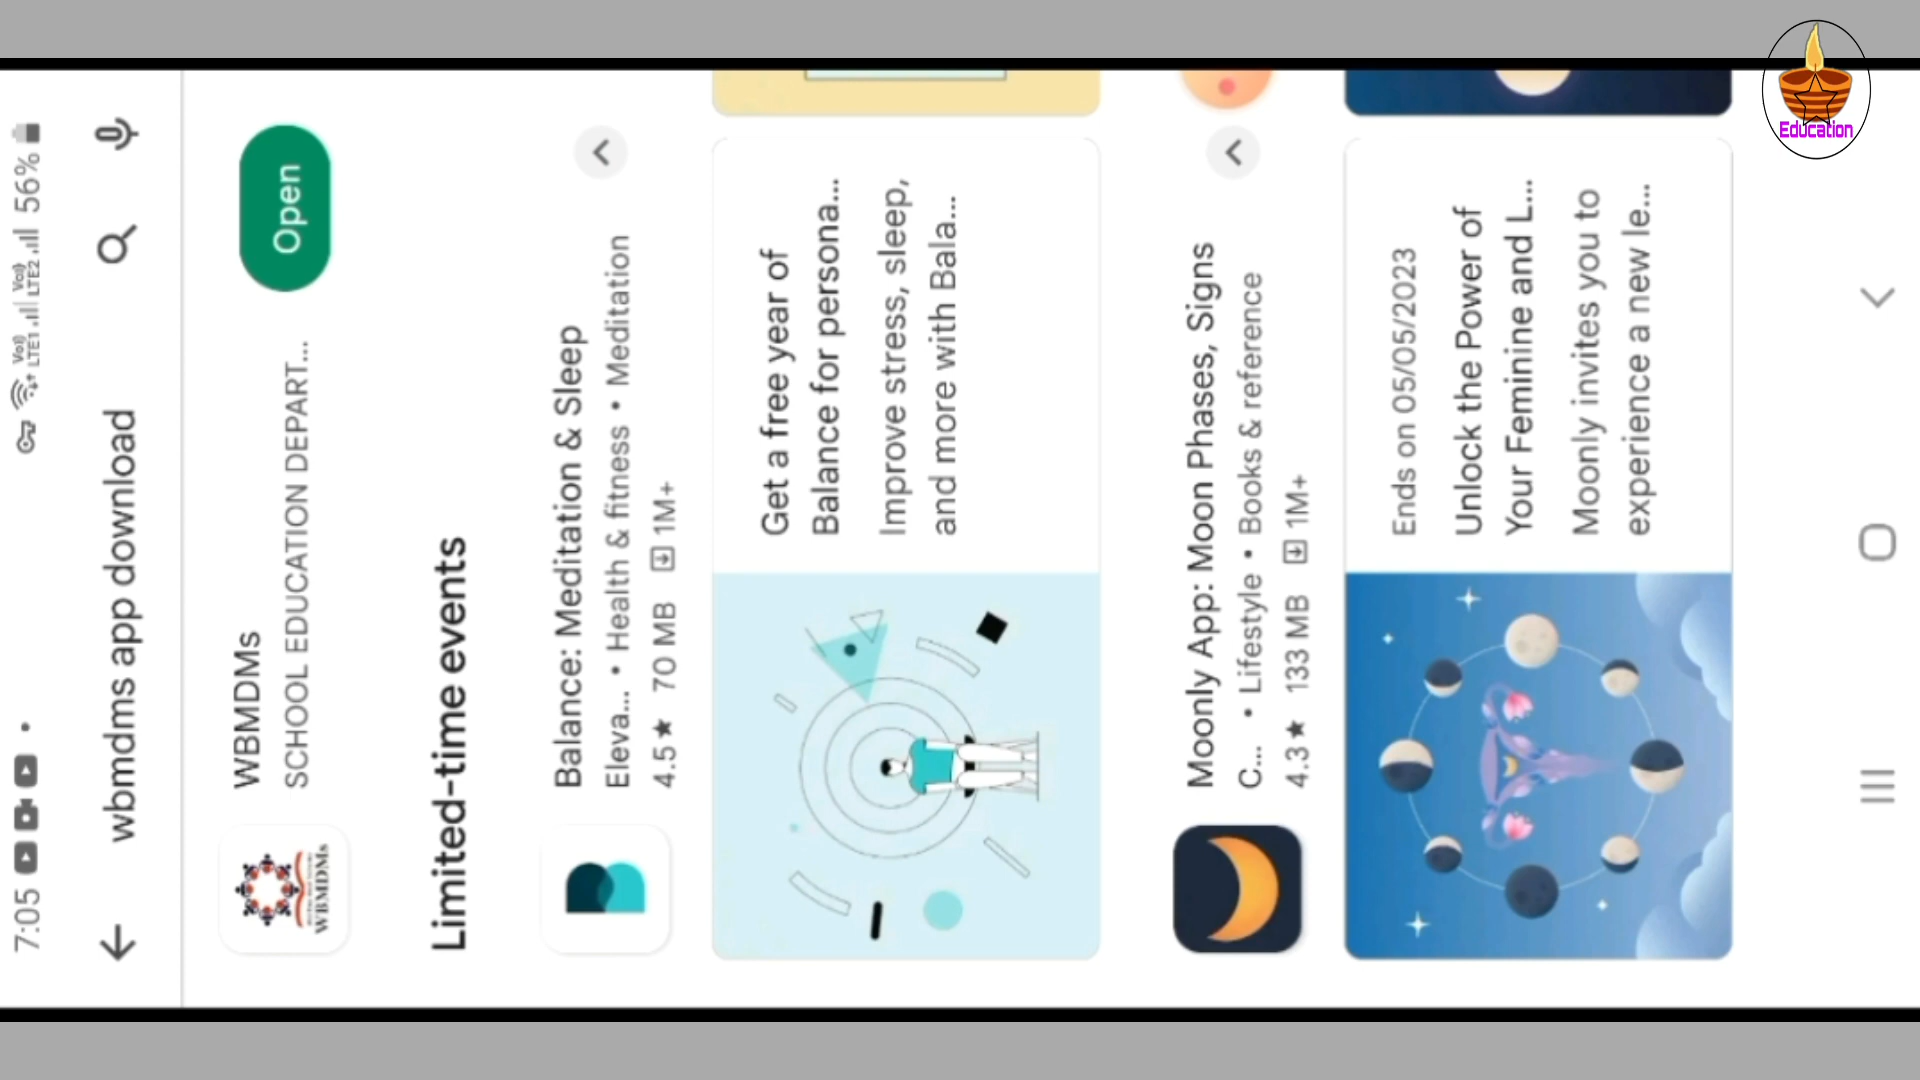 7:05
LTE1 LTE2 56%
wbmdms app download
WBMDMs
SCHOOL EDUCATION DEPART...
Open
WBMDMs
Limited-time events
Balance: Meditation & Sleep
Eleva... • Health & fitness • Meditation
4.5★ 70 MB 1M+
Get a free year of
Balance for persona...
Improve stress, sleep,
and more with Bala...
Moonly App: Moon Phases, Signs
C... • Lifestyle • Books & reference
4.3★ 133 MB 1M+
Ends on 05/05/2023
Unlock the Power of
Your Feminine and L...
Moonly invites you to
experience a new le...
Education